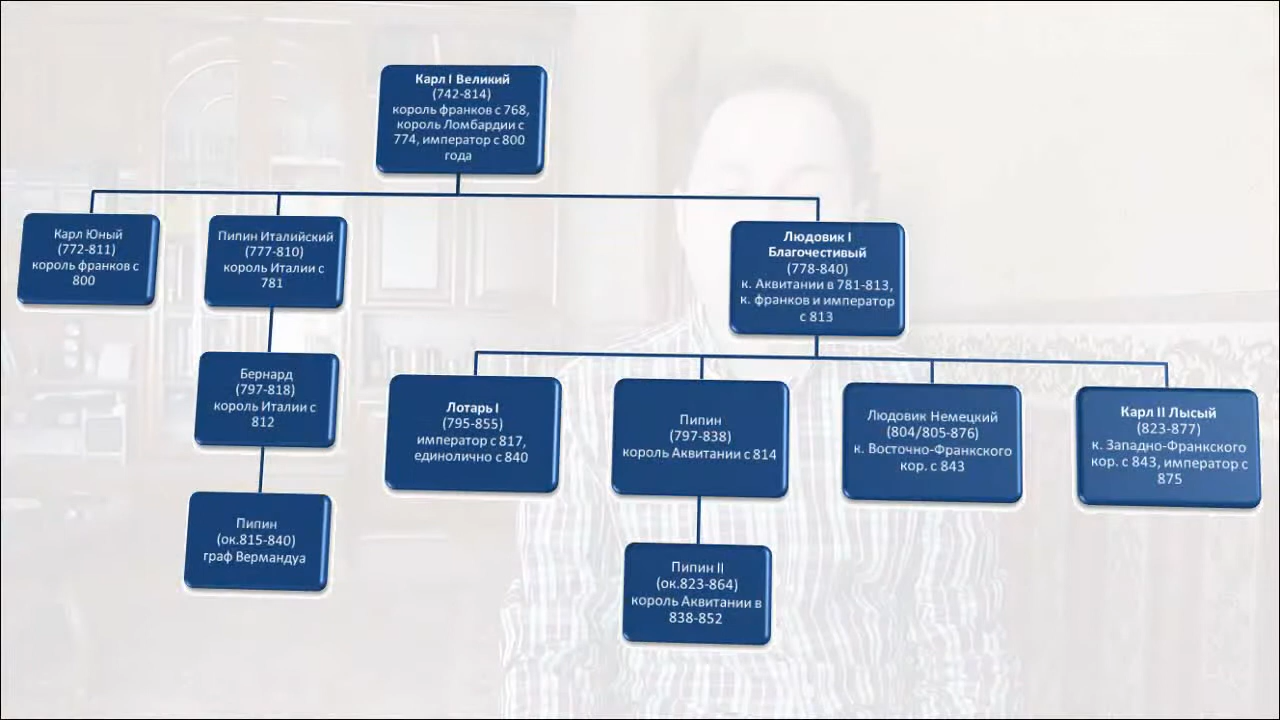 Карл I Великий
(742-814)
король франков с 768,
король Ломбардии с
774, император с 800
года
Карл Юный
(772-811)
король франков с
800
Пипин Италийский
(777-810)
король Италии с
781
Людовик I
Благочестивый
(778-840)
к. Аквитании в 781-813,
к. франков и император
с 813
Бернард
(797-818)
король Италии с
812
Лотарь I
(795-855)
император с 817,
единолично с 840
Пипин
(797-838)
король Аквитании с 814
Людовик Немецкий
(804/805-876)
к. Восточно-Франкского
кор. с 843
Карл II Лысый
(823-877)
к. Западно-Франкского
кор. с 843, император с
875
Пипин
(ок.815-840)
граф Вермандуа
Пипин II
(ок.823-864)
король Аквитании в
838-852